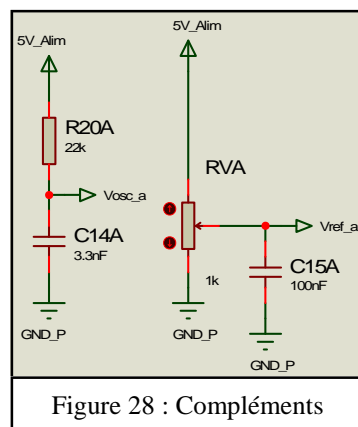 5V_Alim
5V_Alim
R20A
22k
RVA
Vosc_a
C14A
3.3nF
Vref_a
1k
C15A
100nF
GND_P
GND_P
GND_P
Figure 28 : Compléments